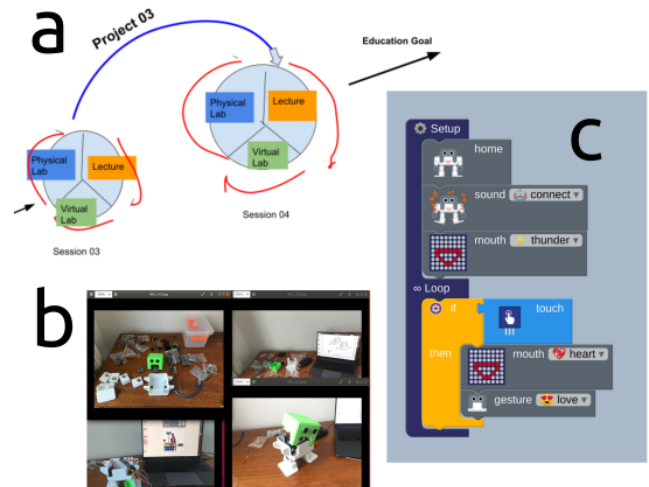 a
Project 03
Education Goal
Physical Lab
Lecture
Virtual Lab
Session 04
Physical Lab
Lecture
Virtual Lab
Session 03
b
c
Setup
home
sound connect
mouth thunder
∞ Loop
if touch
then mouth heart
gesture love